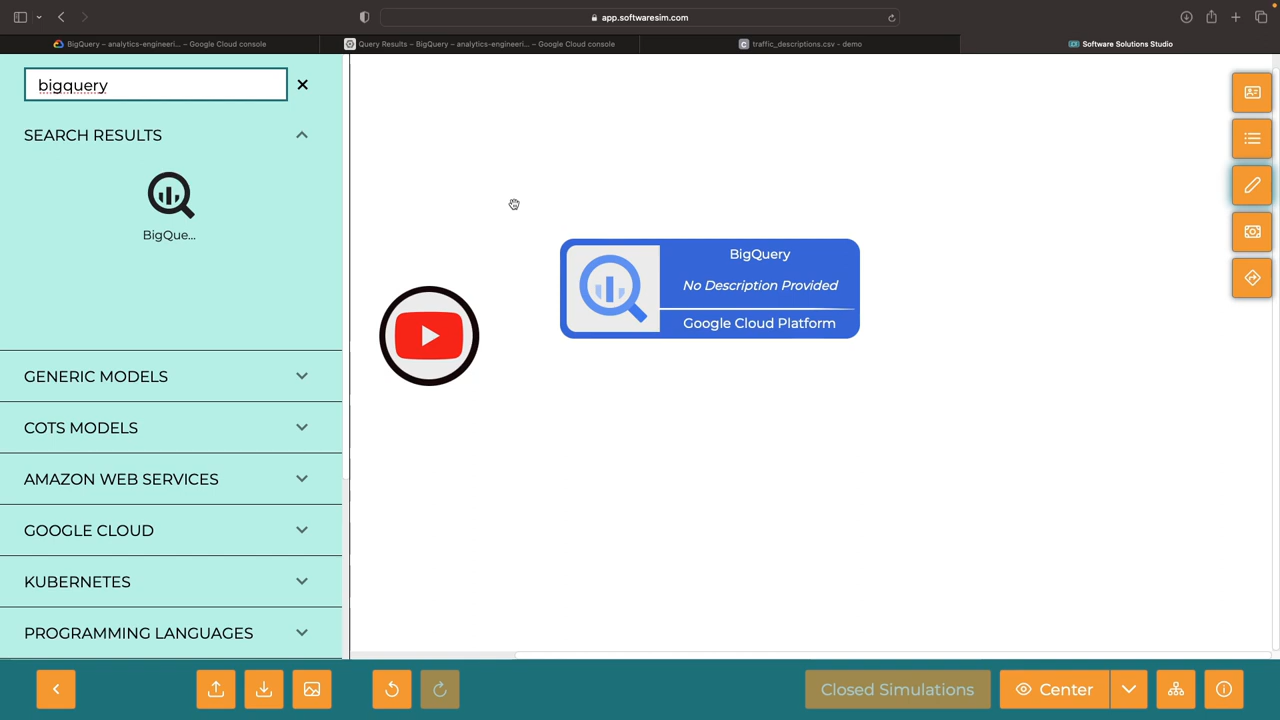 app.softwaresim.com
BigQuery – analytics-engineeri... – Google Cloud console
Query Results – BigQuery – analytics-engineeri... – Google Cloud console
traffic_descriptions.csv - demo
Software Solutions Studio
bigquery
SEARCH RESULTS
BigQue...
GENERIC MODELS
COTS MODELS
AMAZON WEB SERVICES
GOOGLE CLOUD
KUBERNETES
PROGRAMMING LANGUAGES
BigQuery
No Description Provided
Google Cloud Platform
Closed Simulations
Center